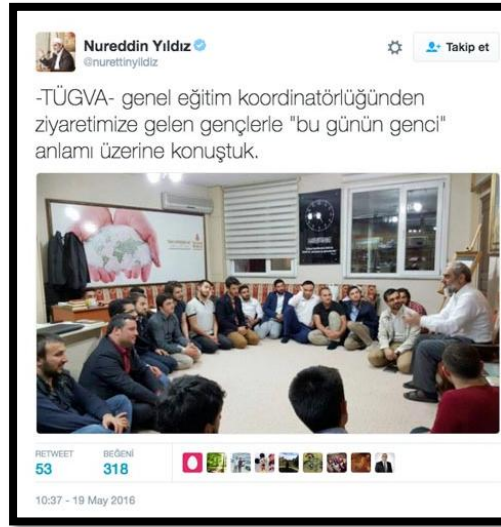 Nureddin Yıldız
@nurettinyildiz
Takip et
-TÜGVA- genel eğitim koordinatörlüğünden
ziyaretimize gelen gençlerle "bu günün genci"
anlamı üzerine konuştuk.
RETWEET
53
BEĞENİ
318
10:37 - 19 May 2016